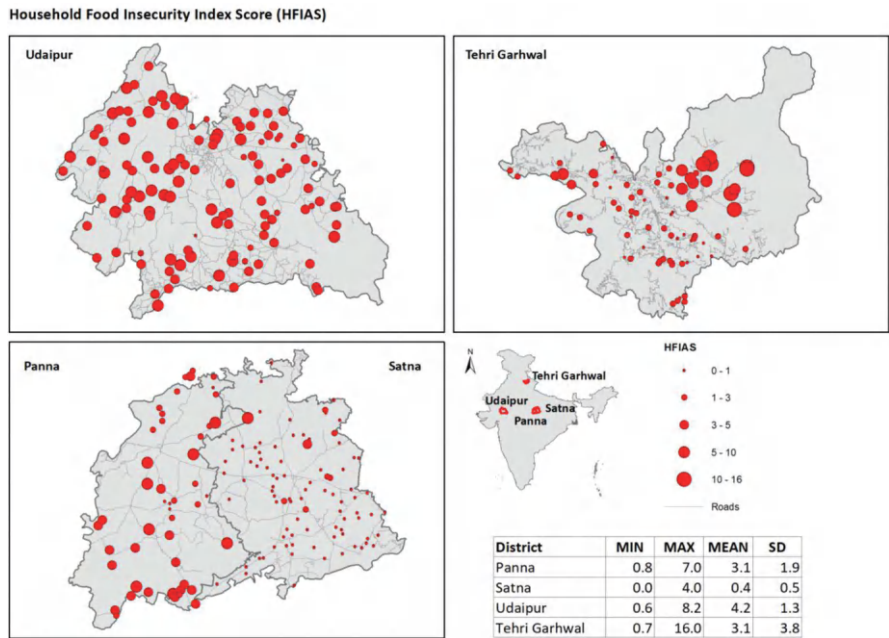 Household Food Insecurity Index Score (HFIAS)
Udaipur
Tehri Garhwal
Panna
Satna
N
Tehri Garhwal
Udaipur
Satna
Panna
HFIAS
0 - 1
1 - 3
3 - 5
5 - 10
10 - 16
Roads
District MIN MAX MEAN SD
Panna 0.8 7.0 3.1 1.9
Satna 0.0 4.0 0.4 0.5
Udaipur 0.6 8.2 4.2 1.3
Tehri Garhwal 0.7 16.0 3.1 3.8